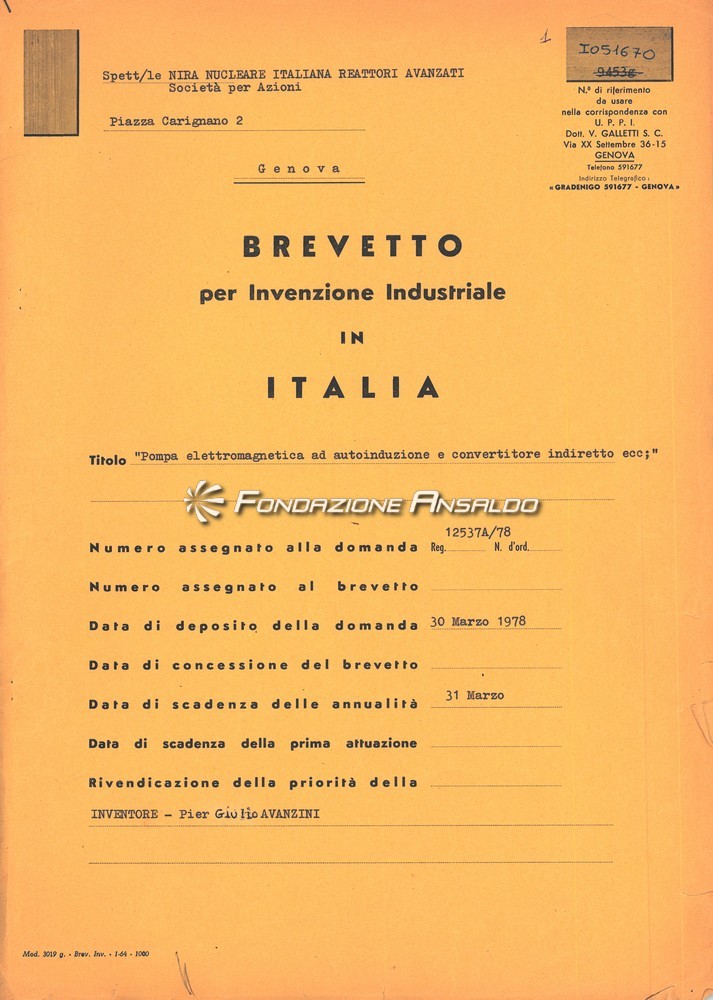 1
IO51670
9453g
Spett/le NIRA NUCLEARE ITALIANA REATTORI AVANZATI
Società per Azioni
Piazza Carignano 2
Genova
N.º di riferimento
da usare
nella corrispondenza con
U. P. P. I.
Dott. V. GALLETTI S. C.
Via XX Settembre 36-15
GENOVA
Telefono 591677
Indirizzo Telegrafico:
« GRADENIGO 591677 - GENOVA »
BREVETTO
per Invenzione Industriale
IN
ITALIA
Titolo "Pompa elettromagnetica ad autoinduzione e convertitore indiretto ecc;"
FONDAZIONE ANSALDO
12537A/78
Numero assegnato alla domanda Reg. N. d'ord.
Numero assegnato al brevetto
Data di deposito della domanda 30 Marzo 1978
Data di concessione del brevetto
Data di scadenza delle annualità 31 Marzo
Data di scadenza della prima attuazione
Rivendicazione della priorità della
INVENTORE - Pier Giulio AVANZINI
Mod. 3019 g. - Brev. Inv. - 1-64 - 1000